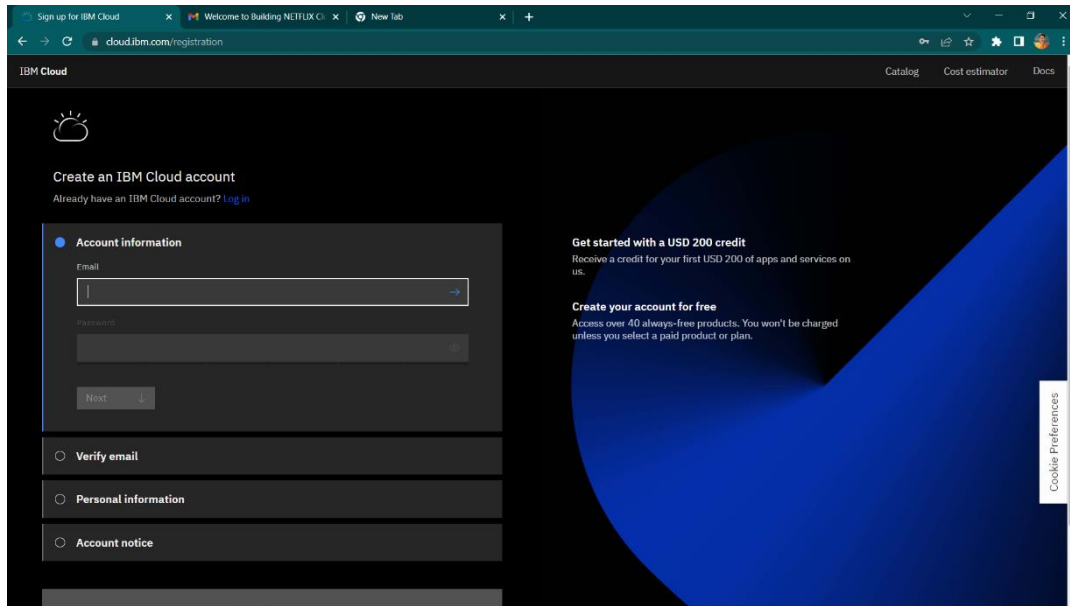 Sign up for IBM Cloud
Welcome to Building NETFLIX Cl
New Tab
cloud.ibm.com/registration
IBM Cloud
Catalog
Cost estimator
Docs
Create an IBM Cloud account
Already have an IBM Cloud account? Log in
Account information
Email
Password
Next
Verify email
Personal information
Account notice
Get started with a USD 200 credit
Receive a credit for your first USD 200 of apps and services on
us.
Create your account for free
Access over 40 always-free products. You won't be charged
unless you select a paid product or plan.
Cookie Preferences